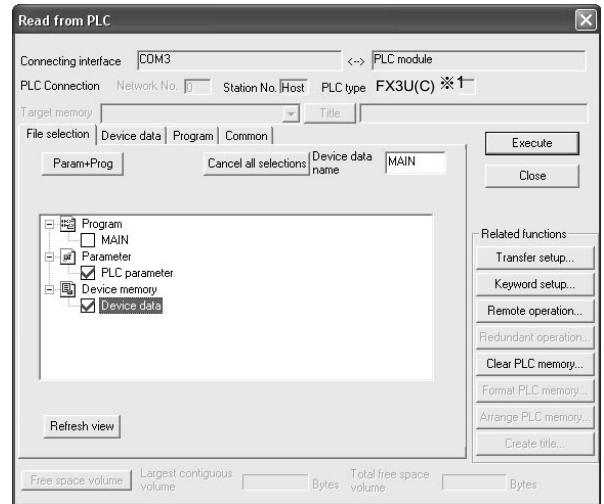 Read from PLC
Connecting interface COM3 <--> PLC module
PLC Connection Network No. 0 Station No. Host PLC type FX3U(C) ※1
Target memory Title
File selection Device data Program Common
Execute
Param+Prog Cancel all selections Device data name MAIN
Close
Program
MAIN
Parameter
PLC parameter
Device memory
Device data
Related functions
Transfer setup...
Keyword setup...
Remote operation...
Redundant operation...
Clear PLC memory...
Format PLC memory...
Arrange PLC memory...
Create title...
Refresh view
Free space volume Largest contiguous volume Bytes Total free space volume Bytes